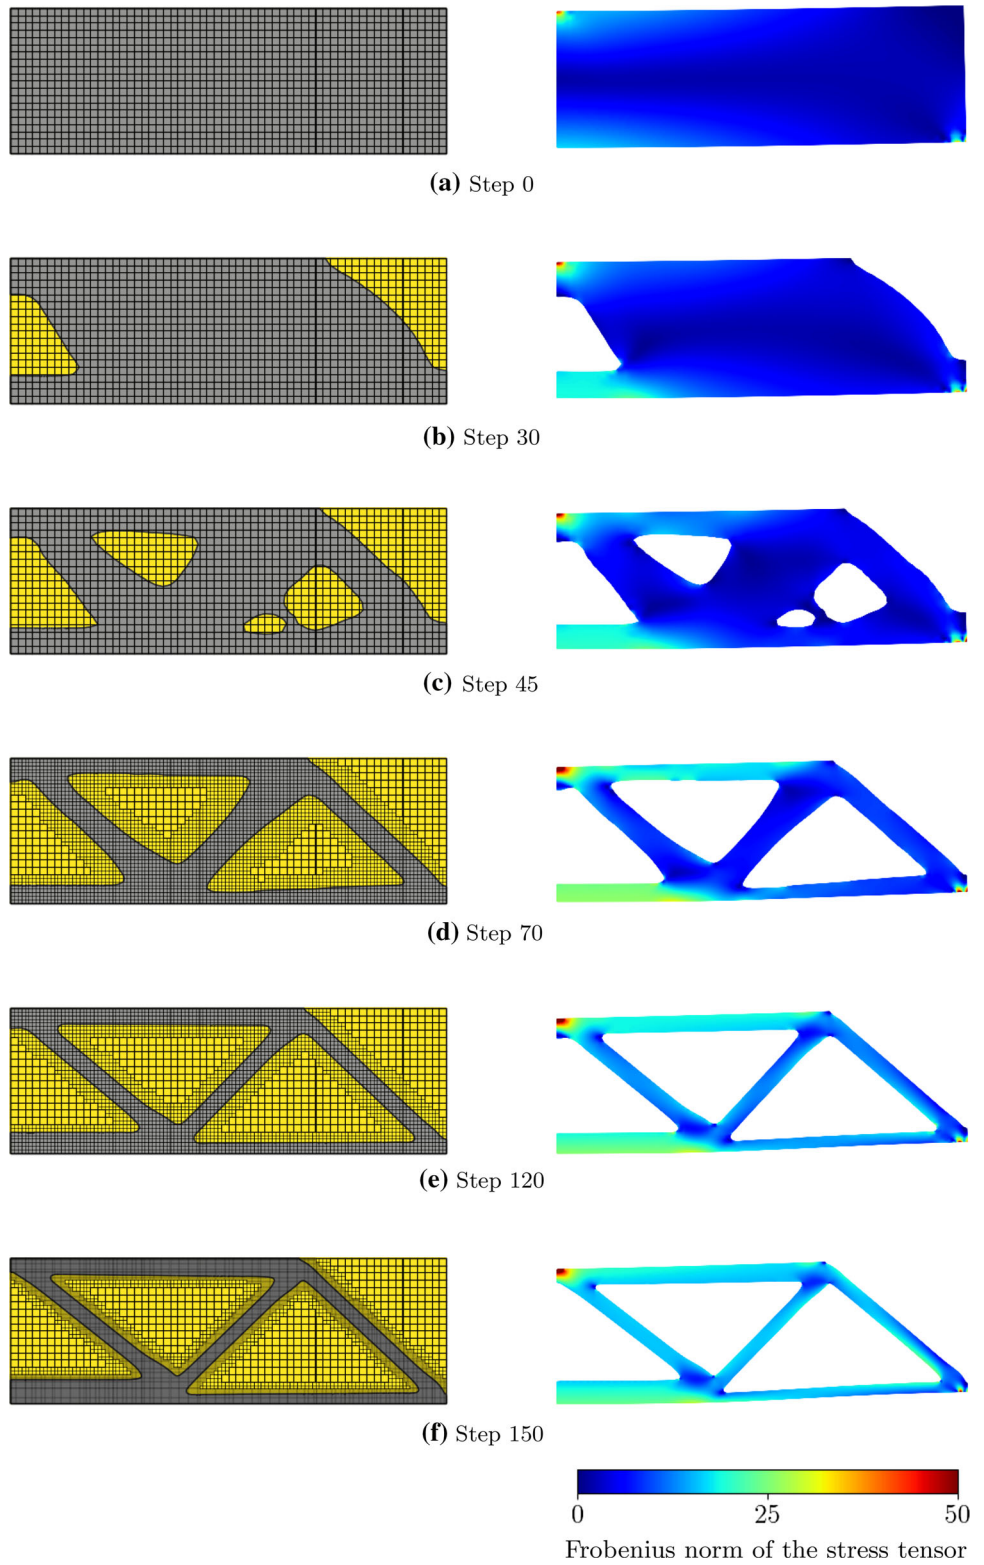 (a) Step 0
(b) Step 30
(c) Step 45
(d) Step 70
(e) Step 120
(f) Step 150
0 25 50
Frobenius norm of the stress tensor